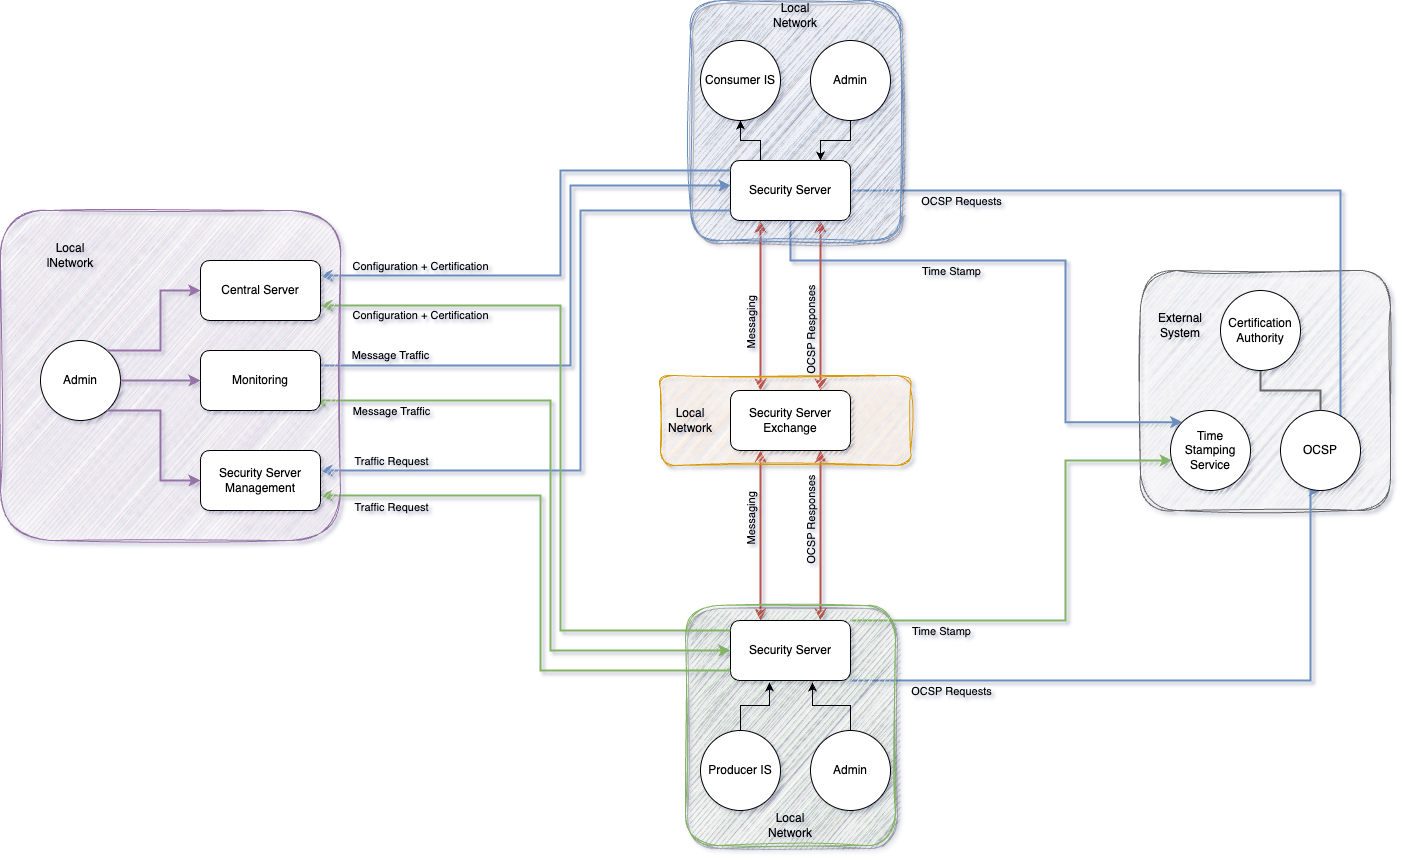 Local
Network
Consumer IS
Admin
Security Server
OCSP Requests
Time Stamp
Local
INetwork
Central Server
Admin
Monitoring
Security Server
Management
Configuration + Certification
Configuration + Certification
Message Traffic
Message Traffic
Traffic Request
Traffic Request
Messaging
OCSP Responses
Local
Network
Security Server
Exchange
Messaging
OCSP Responses
External
System
Certification
Authority
Time
Stamping
Service
OCSP
Security Server
Time Stamp
OCSP Requests
Producer IS
Admin
Local
Network